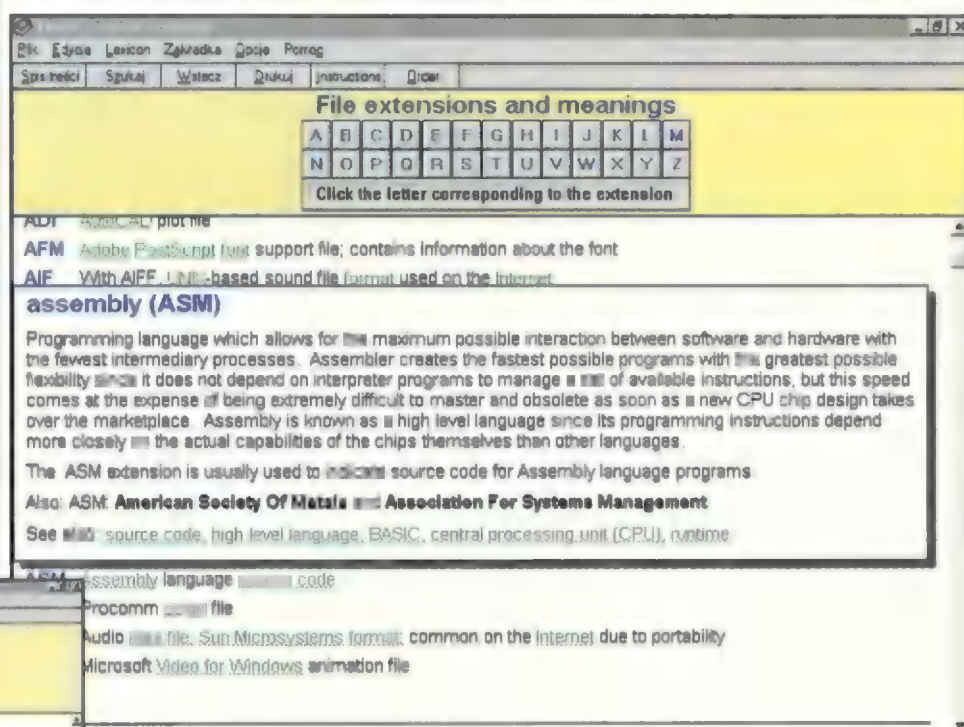 Plik Edycja Lexicon Zakładka Opcje Pomoc
Spis treści Szukaj Wstecz Drukuj Instructions Order
File extensions and meanings
A B C D E F G H I J K L M
N O P Q R S T U V W X Y Z
Click the letter corresponding to the extension
ADI AutoCAD plot file
AFM Adobe PostScript font support file; contains information about the font
AIF With AIFF, UNIX-based sound file format used on the Internet
assembly (ASM)
Programming language which allows for the maximum possible interaction between software and hardware with
the fewest intermediary processes. Assembler creates the fastest possible programs with the greatest possible
flexibility since it does not depend on interpreter programs to manage a set of available instructions, but this speed
comes at the expense of being extremely difficult to master and obsolete as soon as a new CPU chip design takes
over the marketplace. Assembly is known as a high level language since its programming instructions depend
more closely on the actual capabilities of the chips themselves than other languages.
The ASM extension is usually used to indicate source code for Assembly language programs.
Also: ASM: American Society Of Metals and Association For Systems Management
See also: source code, high level language, BASIC, central processing unit (CPU), runtime
ASM Assembly language source code
Procomm script file
Audio file, Sun Microsystems format; common on the Internet due to portability
Microsoft Video for Windows animation file